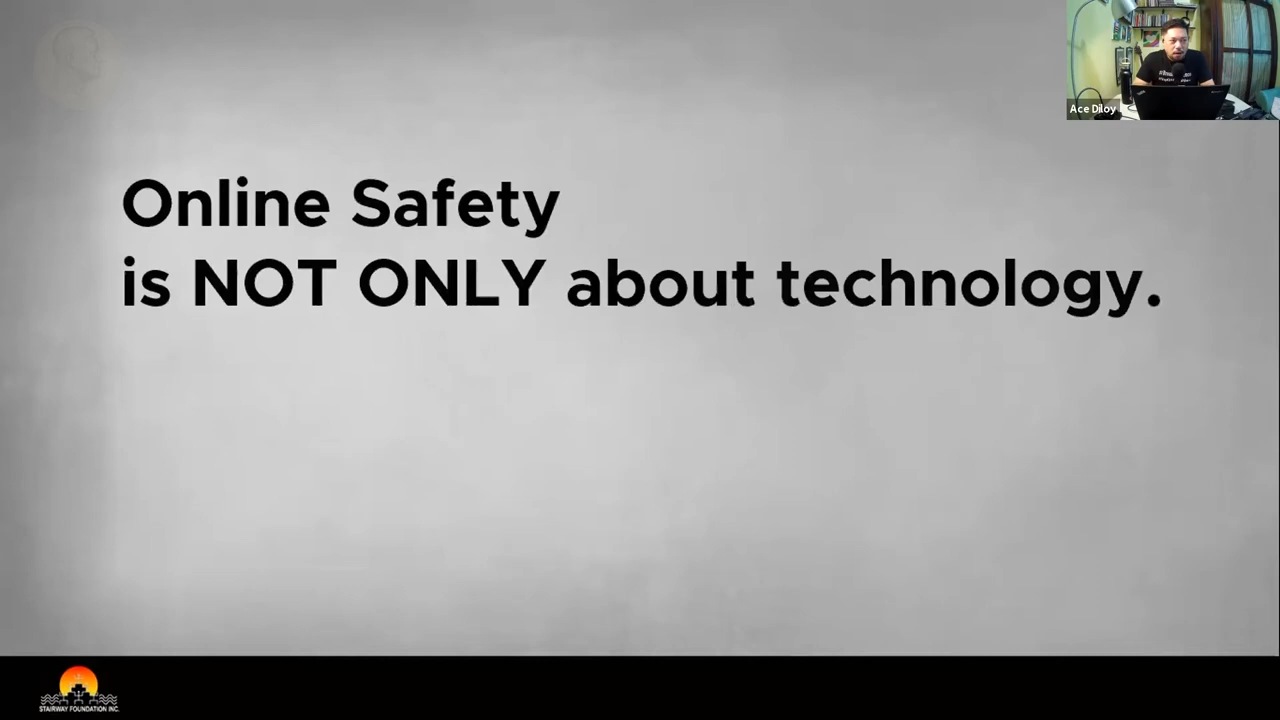 Ace Diloy
Online Safety
is NOT ONLY about technology.
STAIRWAY FOUNDATION INC.